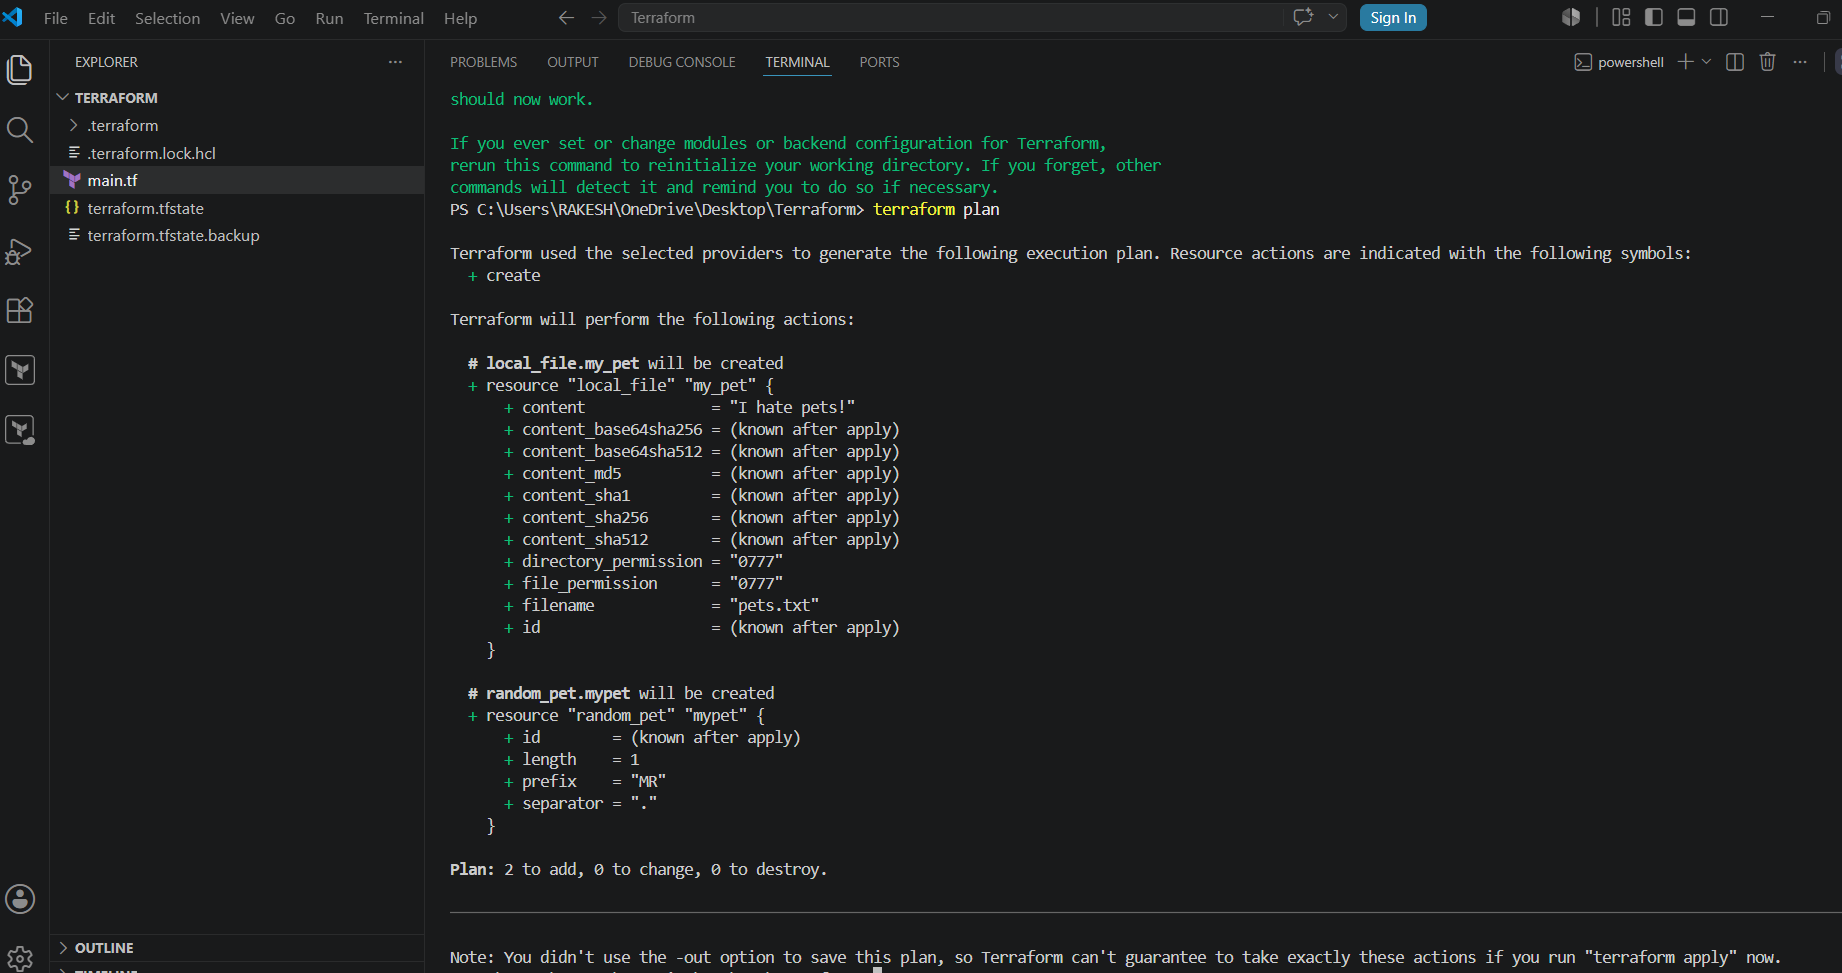 File Edit Selection View Go Run Terminal Help
Terraform
Sign In
EXPLORER
TERRAFORM
.terraform
.terraform.lock.hcl
main.tf
{} terraform.tfstate
terraform.tfstate.backup
OUTLINE
PROBLEMS OUTPUT DEBUG CONSOLE TERMINAL PORTS
powershell
should now work.
If you ever set or change modules or backend configuration for Terraform,
rerun this command to reinitialize your working directory. If you forget, other
commands will detect it and remind you to do so if necessary.
PS C:\Users\RAKESH\OneDrive\Desktop\Terraform> terraform plan
Terraform used the selected providers to generate the following execution plan. Resource actions are indicated with the following symbols:
+ create
Terraform will perform the following actions:
# local_file.my_pet will be created
+ resource "local_file" "my_pet" {
+ content = "I hate pets!"
+ content_base64sha256 = (known after apply)
+ content_base64sha512 = (known after apply)
+ content_md5 = (known after apply)
+ content_sha1 = (known after apply)
+ content_sha256 = (known after apply)
+ content_sha512 = (known after apply)
+ directory_permission = "0777"
+ file_permission = "0777"
+ filename = "pets.txt"
+ id = (known after apply)
}
# random_pet.mypet will be created
+ resource "random_pet" "mypet" {
+ id = (known after apply)
+ length = 1
+ prefix = "MR"
+ separator = "."
}
Plan: 2 to add, 0 to change, 0 to destroy.
Note: You didn't use the -out option to save this plan, so Terraform can't guarantee to take exactly these actions if you run "terraform apply" now.